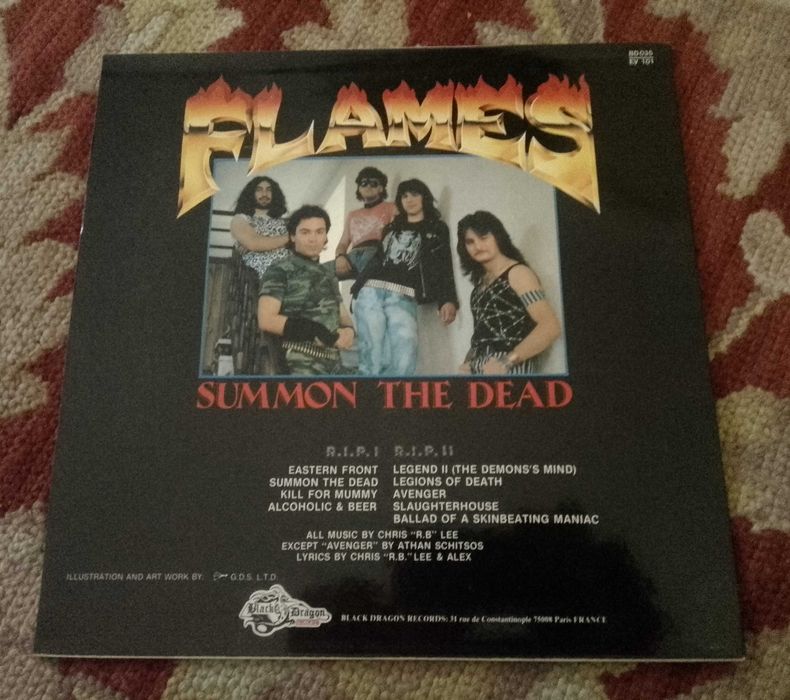 BD 035
EY 101
FLAMES
SUMMON THE DEAD
R.I.P. I R.I.P. II
EASTERN FRONT LEGEND II (THE DEMONS'S MIND)
SUMMON THE DEAD LEGIONS OF DEATH
KILL FOR MUMMY AVENGER
ALCOHOLIC & BEER SLAUGHTERHOUSE
BALLAD OF A SKINBEATING MANIAC
ALL MUSIC BY CHRIS "R.B" LEE
EXCEPT "AVENGER" BY ATHAN SCHITSOS
LYRICS BY CHRIS "R.B." LEE & ALEX
ILLUSTRATION AND ART WORK BY: G.D.S. L.T.D.
Black Dragon
BLACK DRAGON RECORDS: 31 rue de Constantinople 75008 Paris FRANCE